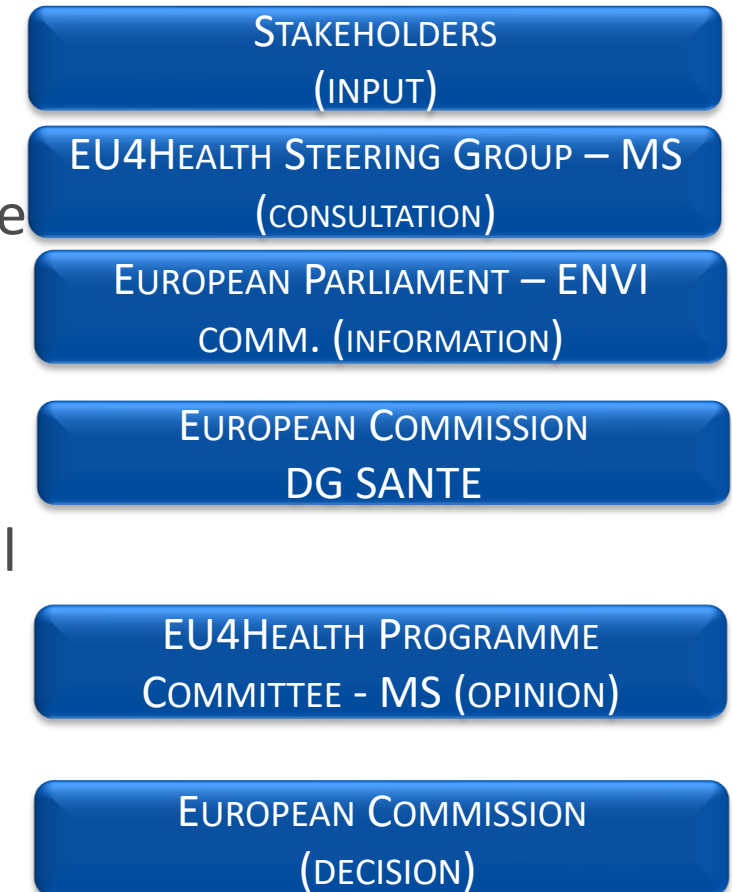 STAKEHOLDERS
(INPUT)
EU4HEALTH STEERING GROUP – MS
e
(CONSULTATION)
EUROPEAN PARLIAMENT – ENVI
COMM. (INFORMATION)
EUROPEAN COMMISSION
DG SANTE
l
EU4HEALTH PROGRAMME
COMMITTEE - MS (OPINION)
EUROPEAN COMMISSION
(DECISION)